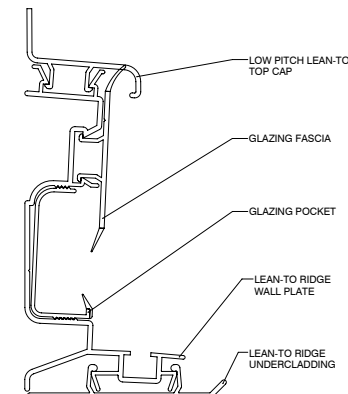 LOW PITCH LEAN-TO
TOP CAP
GLAZING FASCIA
GLAZING POCKET
LEAN-TO RIDGE
WALL PLATE
LEAN-TO RIDGE
UNDERCLADDING